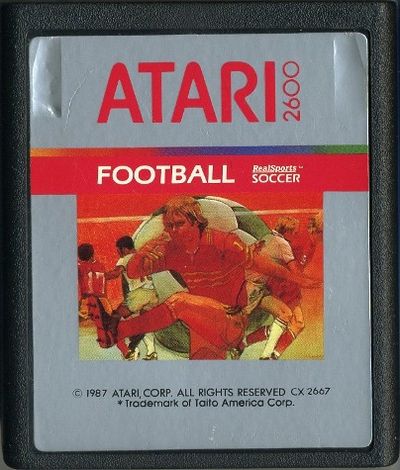 ATARI 2600
FOOTBALL RealSports™ SOCCER
© 1987 ATARI, CORP. ALL RIGHTS RESERVED CX 2667
* Trademark of Taito America Corp.